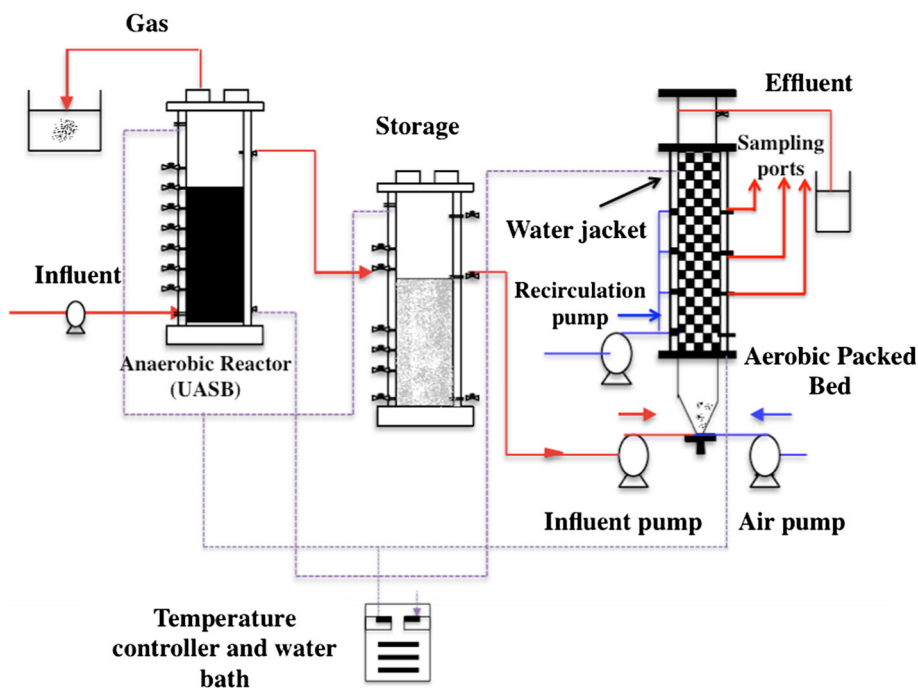 Gas
Effluent
Storage
Sampling
ports
Water jacket
Influent
Recirculation
pump
Anaerobic Reactor
(UASB)
Aerobic Packed
Bed
Influent pump
Air pump
Temperature
controller and water
bath